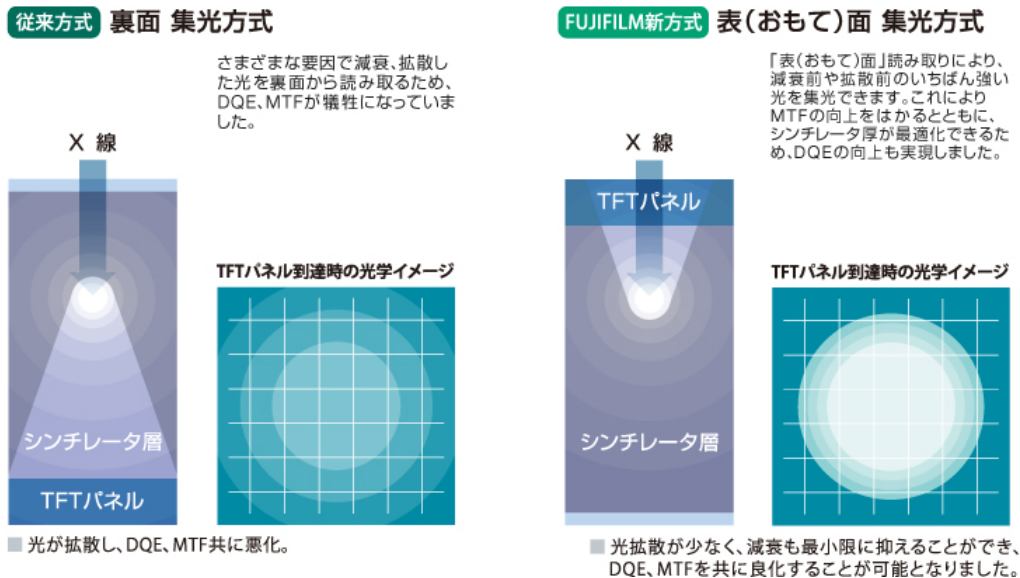 従来方式 裏面 集光方式
さまざまな要因で減衰、拡散し
た光を裏面から読み取るため、
DQE、MTFが犠牲になっていま
した。
X 線
シンチレータ層
TFTパネル
TFTパネル到達時の光学イメージ
■ 光が拡散し、DQE、MTF共に悪化。
FUJIFILM新方式 表(おもて)面 集光方式
「表(おもて)面」読み取りにより、
減衰前や拡散前のいちばん強い
光を集光できます。これにより
MTFの向上をはかるとともに、
シンチレータ厚が最適化できるた
め、DQEの向上も実現しました。
X 線
TFTパネル
シンチレータ層
TFTパネル到達時の光学イメージ
■ 光拡散が少なく、減衰も最小限に抑えることができ、
DQE、MTFを共に良化することが可能となりました。